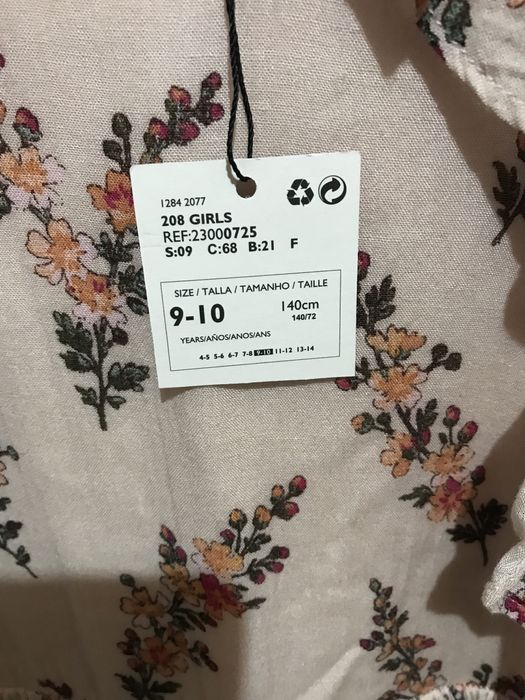 1284 2077
208 GIRLS
REF:23000725
S:09 C:68 B:21 F
SIZE / TALLA / TAMANHO / TAILLE
9-10 140cm
140/72
YEARS/AÑOS/ANOS/ANS
4-5 5-6 6-7 7-8 9-10 11-12 13-14